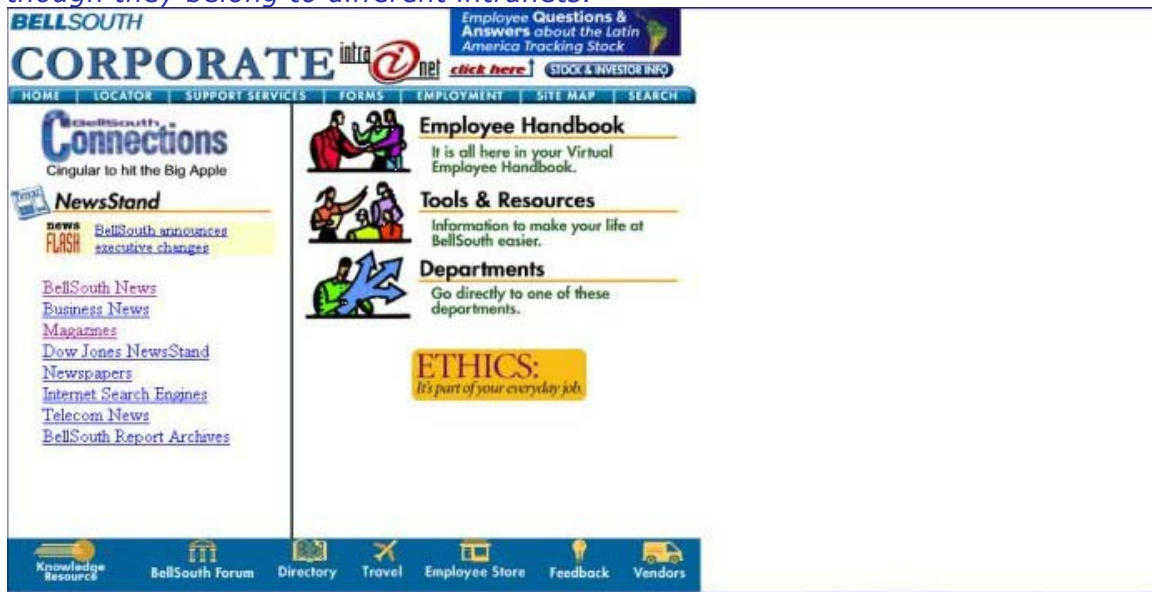 though they belong to different intranets.
BELLSOUTH
CORPORATE intra i net
Employee Questions &
Answers about the Latin
America Tracking Stock
click here
STOCK & INVESTOR INFO
HOME LOCATOR SUPPORT SERVICES FORMS EMPLOYMENT SITE MAP SEARCH
BellSouth
Connections
Cingular to hit the Big Apple
NewsStand
news
FLASH
BellSouth announces
executive changes
BellSouth News
Business News
Magazines
Dow Jones NewsStand
Newspapers
Internet Search Engines
Telecom News
BellSouth Report Archives
Employee Handbook
It is all here in your Virtual
Employee Handbook.
Tools & Resources
Information to make your life at
BellSouth easier.
Departments
Go directly to one of these
departments.
ETHICS:
It's part of your everyday job.
Knowledge
Resource
BellSouth Forum
Directory
Travel
Employee Store
Feedback
Vendors